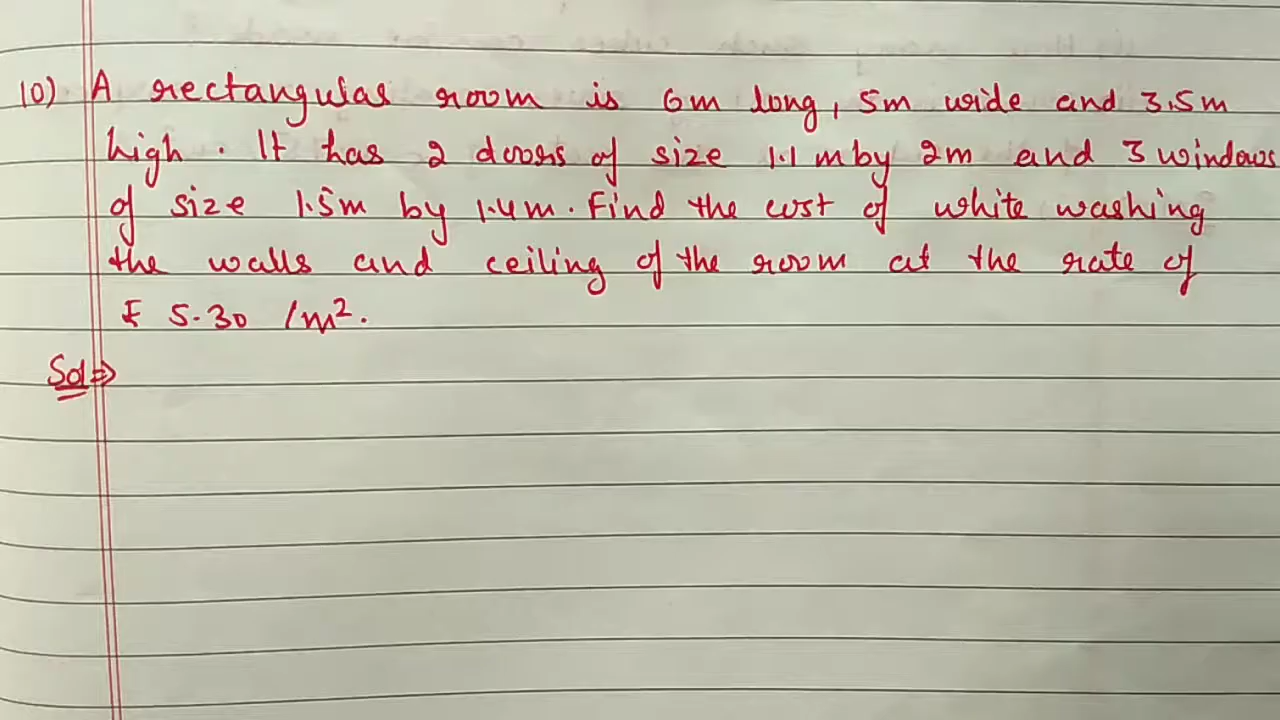 10) A rectangular room is 6m long, 5m wide and 3.5m
high. It has 2 doors of size 1.1 m by 2m and 3 windows
of size 1.5m by 1.4m. Find the cost of white washing
the walls and ceiling of the room at the rate of
₹ 5.30 /m².
Sol⇒